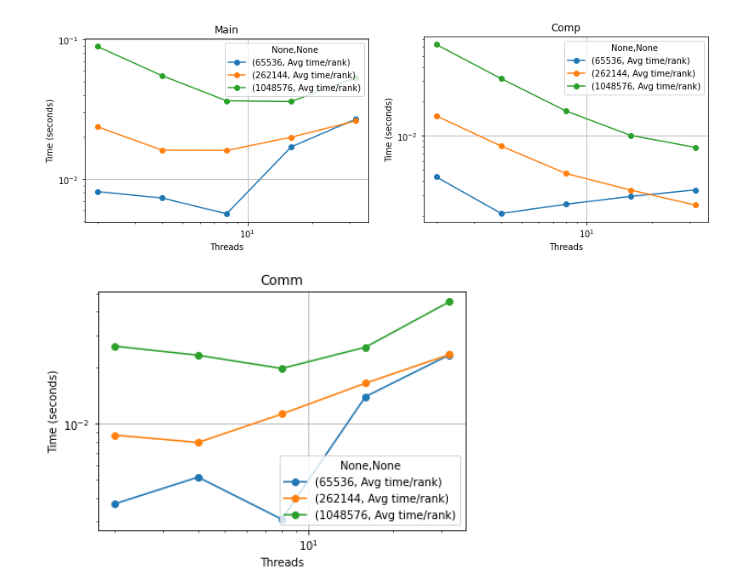 Main
Time (seconds)
10⁻¹
10⁻²
None,None
(65536, Avg time/rank)
(262144, Avg time/rank)
(1048576, Avg time/rank)
10¹
Threads
Comp
Time (seconds)
10⁻²
None,None
(65536, Avg time/rank)
(262144, Avg time/rank)
(1048576, Avg time/rank)
10¹
Threads
Comm
Time (seconds)
10⁻²
None,None
(65536, Avg time/rank)
(262144, Avg time/rank)
(1048576, Avg time/rank)
10¹
Threads